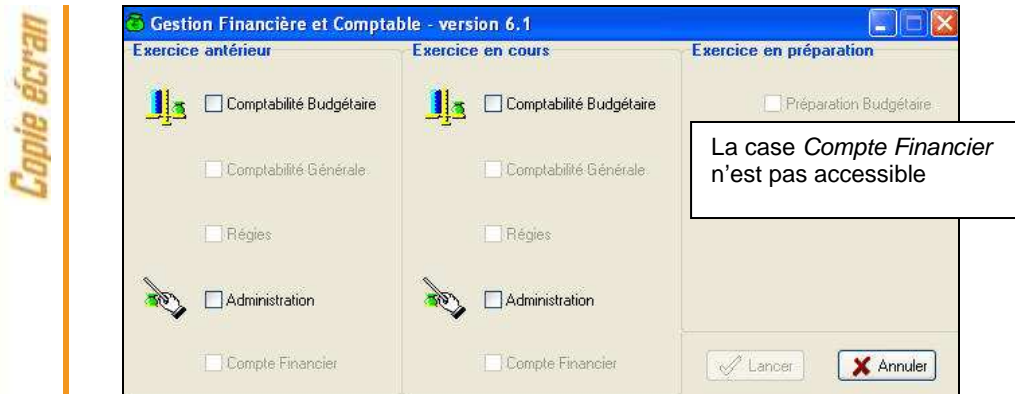 Copie écran
Gestion Financière et Comptable - version 6.1
Exercice antérieur
Comptabilité Budgétaire
Comptabilité Générale
Régies
Administration
Compte Financier
Exercice en cours
Comptabilité Budgétaire
Comptabilité Générale
Régies
Administration
Compte Financier
Exercice en préparation
Préparation Budgétaire
La case Compte Financier
n'est pas accessible
Lancer
Annuler